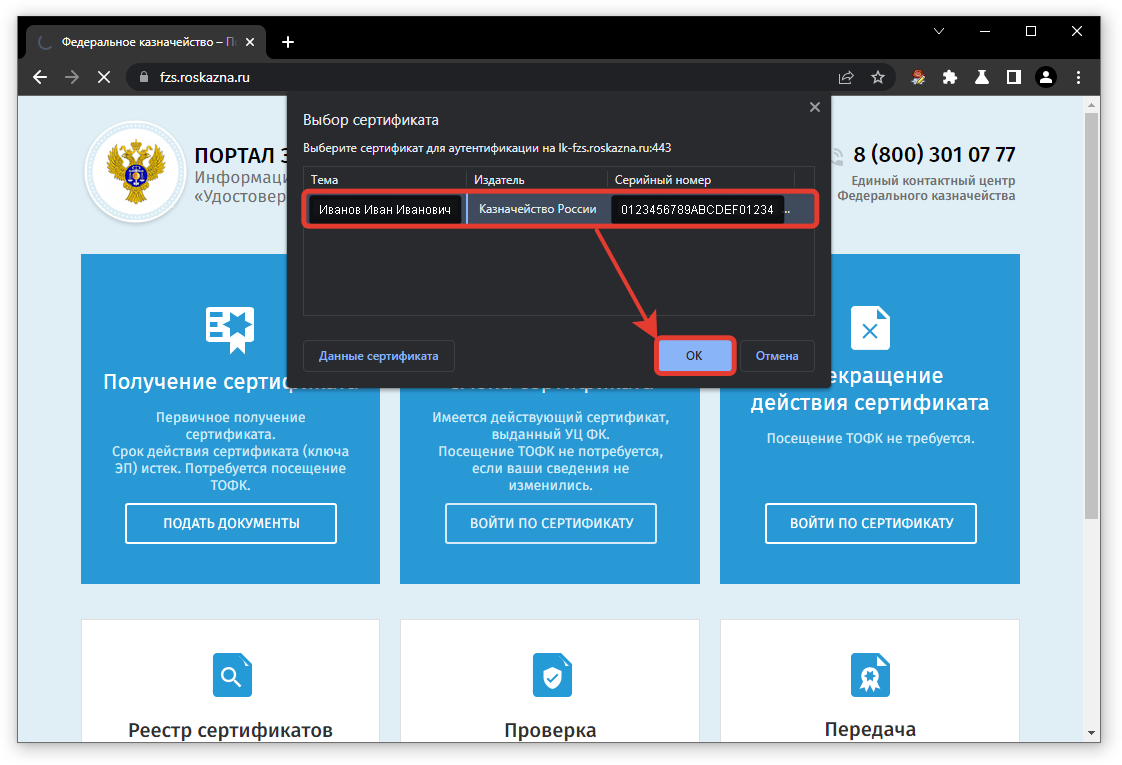 Федеральное казначейство – П
fzs.roskazna.ru
Выбор сертификата
Выберите сертификат для аутентификации на lk-fzs.roskazna.ru:443
Тема Издатель Серийный номер
Иванов Иван Иванович Казначейство России 0123456789ABCDEF01234 ...
Данные сертификата ОК Отмена
ПОРТАЛ
Информаци
«Удостовер
8 (800) 301 07 77
Единый контактный центр
Федерального казначейства
Получение сертификата
Первичное получение
сертификата.
Срок действия сертификата (ключа
ЭП) истек. Потребуется посещение
ТОФК.
ПОДАТЬ ДОКУМЕНТЫ
сертификата
Имеется действующий сертификат,
выданный УЦ ФК.
Посещение ТОФК не потребуется,
если ваши сведения не
изменились.
ВОЙТИ ПО СЕРТИФИКАТУ
екращение
действия сертификата
Посещение ТОФК не требуется.
ВОЙТИ ПО СЕРТИФИКАТУ
Реестр сертификатов
Проверка
Передача